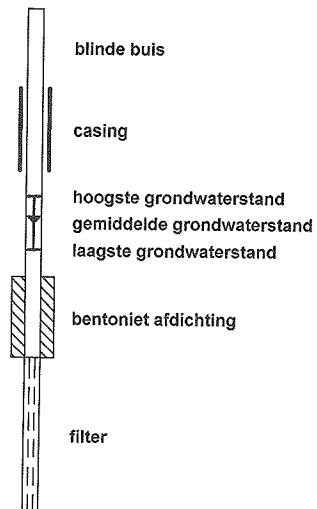 blinde buis
casing
hoogste grondwaterstand
gemiddelde grondwaterstand
laagste grondwaterstand
bentoniet afdichting
filter